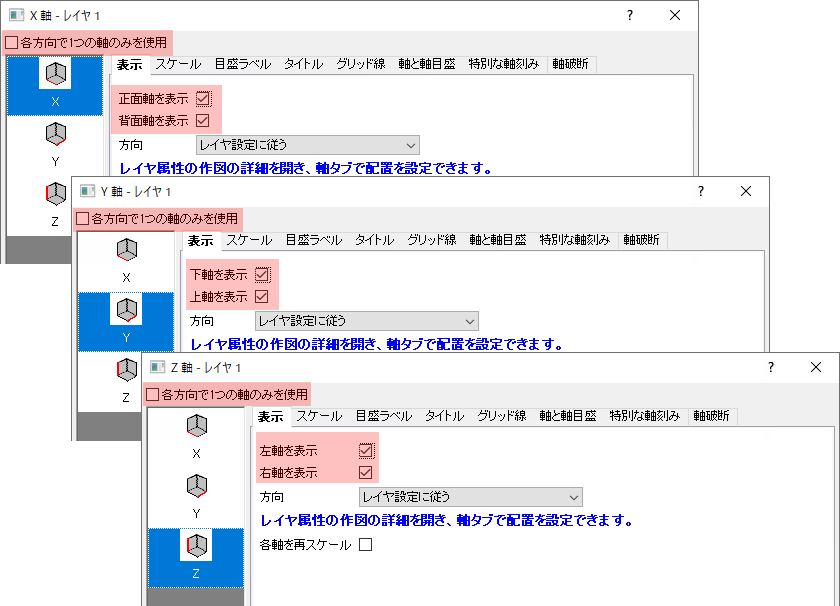 X 軸 - レイヤ 1
?
各方向で1つの軸のみを使用
表示 スケール 目盛ラベル タイトル グリッド線 軸と軸目盛 特別な軸刻み 軸破断
X
Y
Z
正面軸を表示
背面軸を表示
方向 レイヤ設定に従う
レイヤ属性の作図の詳細を開き、軸タブで配置を設定できます。
Y 軸 - レイヤ 1
?
各方向で1つの軸のみを使用
表示 スケール 目盛ラベル タイトル グリッド線 軸と軸目盛 特別な軸刻み 軸破断
X
Y
Z
下軸を表示
上軸を表示
方向 レイヤ設定に従う
レイヤ属性の作図の詳細を開き、軸タブで配置を設定できます。
Z 軸 - レイヤ 1
?
各方向で1つの軸のみを使用
表示 スケール 目盛ラベル タイトル グリッド線 軸と軸目盛 特別な軸刻み 軸破断
X
Y
Z
左軸を表示
右軸を表示
方向 レイヤ設定に従う
レイヤ属性の作図の詳細を開き、軸タブで配置を設定できます。
各軸を再スケール